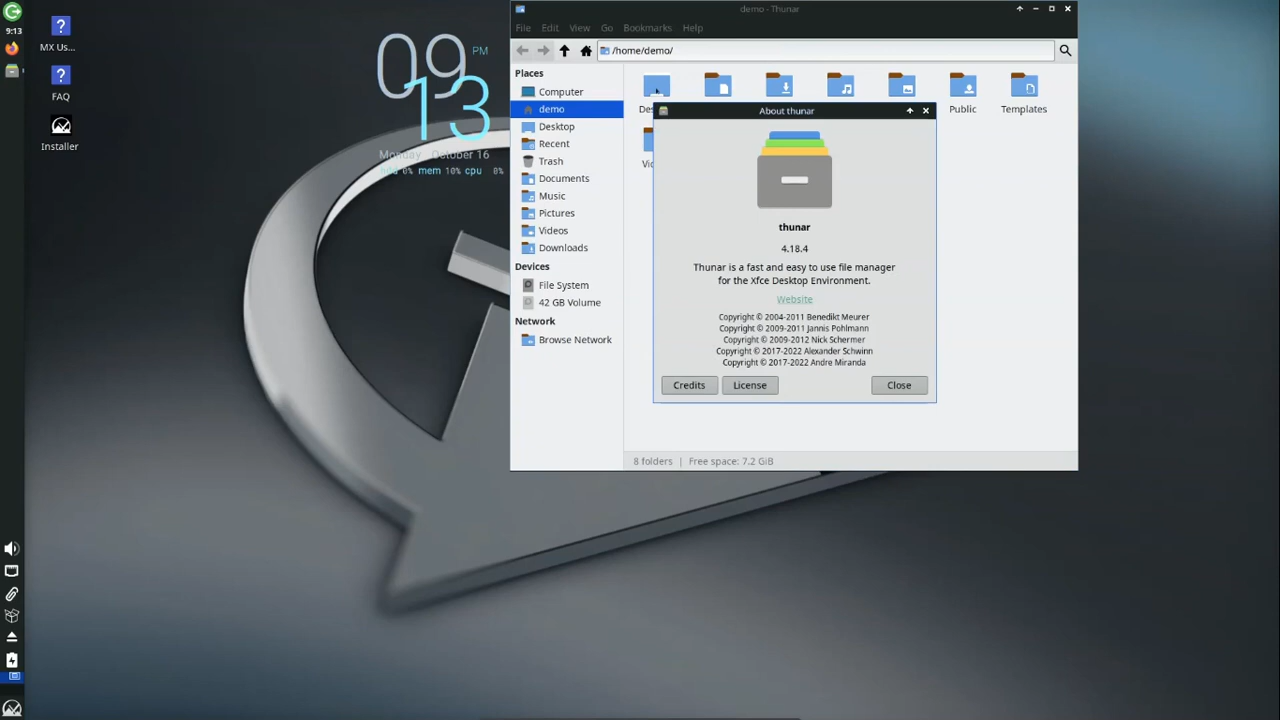 9:13
MX Us...
FAQ
Installer
09 PM
13
Monday October 16
0% mem 10% cpu 8%
demo - Thunar
File Edit View Go Bookmarks Help
/home/demo/
Places
Computer
demo
Desktop
Recent
Trash
Documents
Music
Pictures
Videos
Downloads
Devices
File System
42 GB Volume
Network
Browse Network
Public
Templates
About thunar
thunar
4.18.4
Thunar is a fast and easy to use file manager
for the Xfce Desktop Environment.
Website
Copyright © 2004-2011 Benedikt Meurer
Copyright © 2009-2011 Jannis Pohlmann
Copyright © 2009-2012 Nick Schermer
Copyright © 2017-2022 Alexander Schwinn
Copyright © 2017-2022 Andre Miranda
Credits License Close
8 folders | Free space: 7.2 GiB